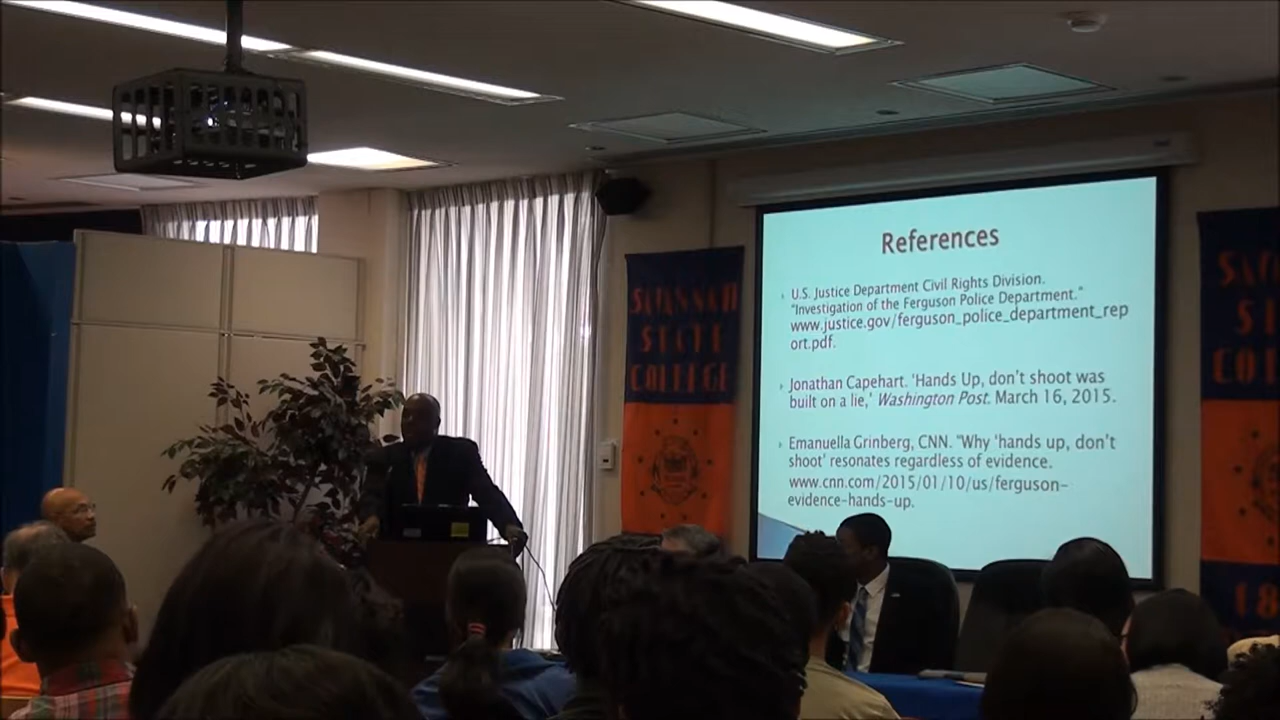 SAVANNAH
STATE
COLLEGE
References
U.S. Justice Department Civil Rights Division.
"Investigation of the Ferguson Police Department."
www.justice.gov/ferguson_police_department_rep
ort.pdf.
Jonathan Capehart. 'Hands Up, don't shoot was
built on a lie,' Washington Post. March 16, 2015.
Emanuella Grinberg, CNN. "Why 'hands up, don't
shoot' resonates regardless of evidence.
www.cnn.com/2015/01/10/us/ferguson-
evidence-hands-up.